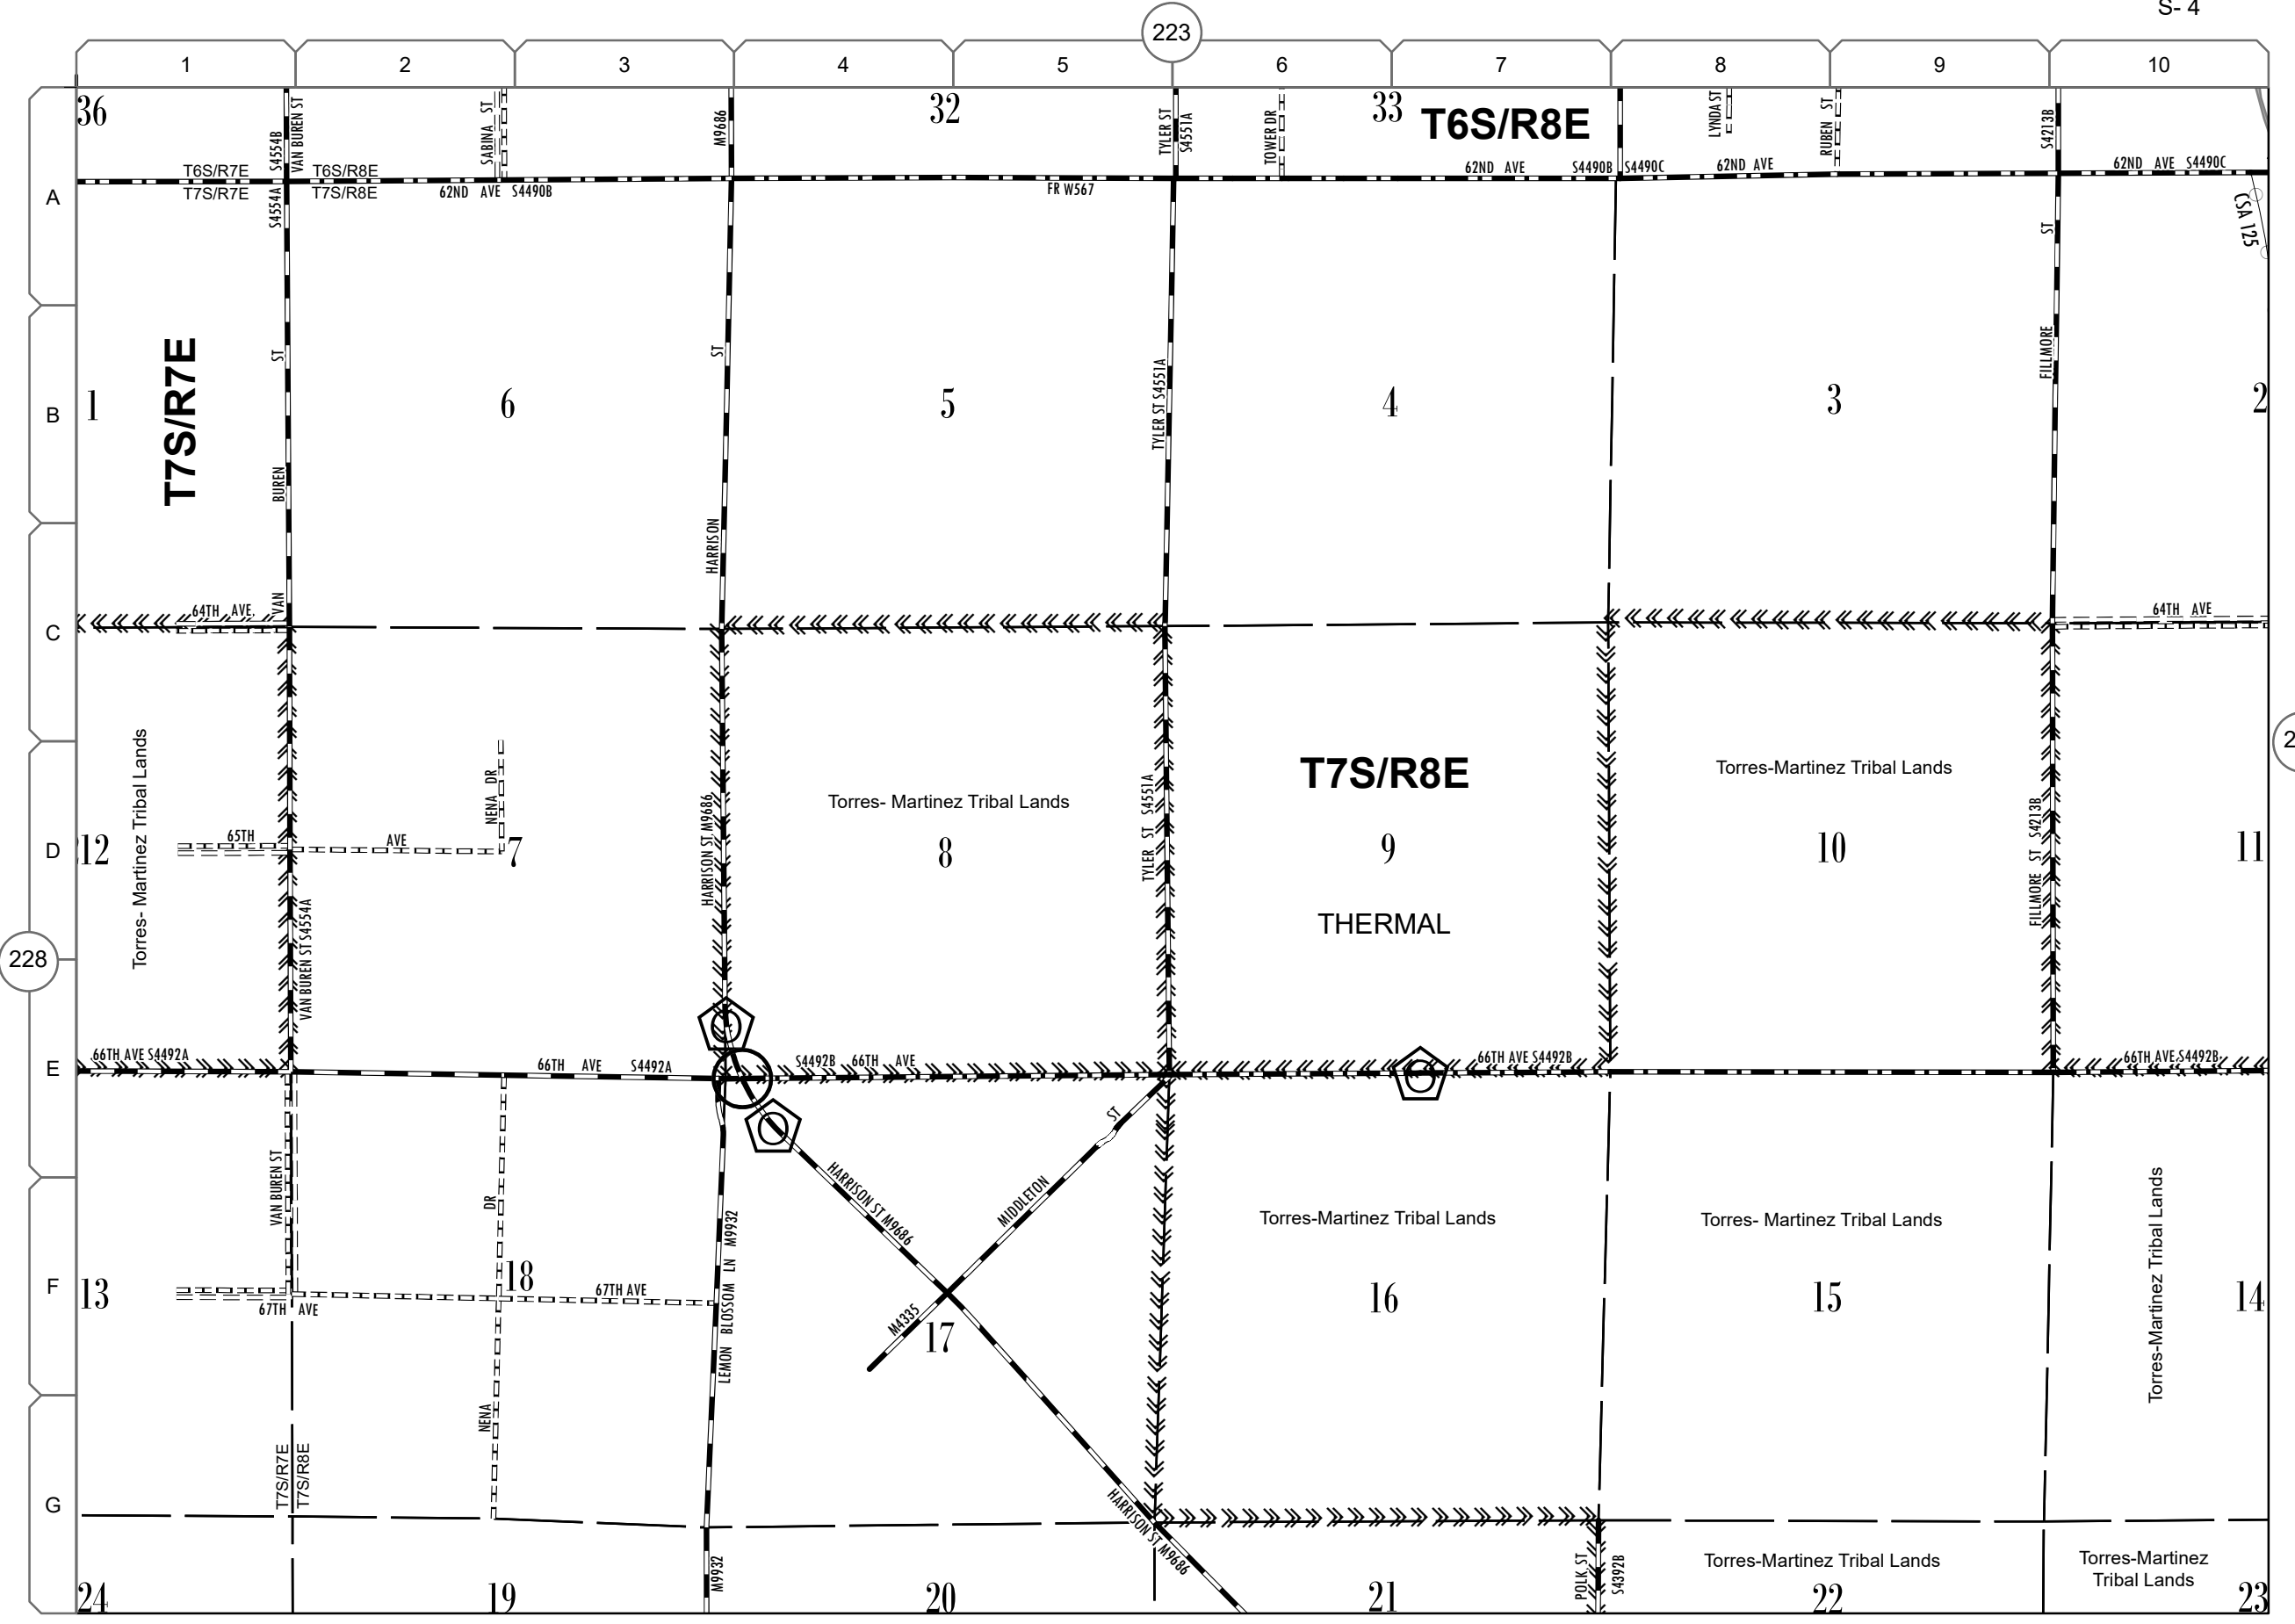 S- 4
223
1 2 3 4 5 6 7 8 9 10
36
32
33
T6S/R8E
S4554B
VAN BUREN ST
SABINA ST
M9686
TYLER ST
S4551A
TOWER DR
LYNDA ST
RUBEN ST
S4213B
T6S/R7E
T6S/R8E
62ND AVE
S4490B
S4490C
62ND AVE
62ND AVE S4490C
A
T7S/R7E
T7S/R8E
62ND AVE S4490B
FR W567
S4554A
ST
CSA 125
B
1
T7S/R7E
ST
BUREN
VAN
6
ST
HARRISON
5
TYLER ST S4551A
4
3
FILLMORE
2
C
64TH AVE.
64TH AVE
Torres- Martinez Tribal Lands
NENA DR
HARRISON ST M9686
Torres- Martinez Tribal Lands
TYLER ST S4551A
T7S/R8E
Torres-Martinez Tribal Lands
FILLMORE ST S4213B
D
12
65TH
AVE
7
8
9
10
11
THERMAL
VAN BUREN ST S4554A
228
2
E
66TH AVE S4492A
66TH AVE S4492A
S4492B 66TH AVE
66TH AVE S4492B
66TH AVE.S4492B.
ST
MIDDLETON
M4335
VAN BUREN ST
DR
NENA
HARRISON ST M9686
LEMON BLOSSOM LN M9932
Torres-Martinez Tribal Lands
Torres- Martinez Tribal Lands
Torres-Martinez Tribal Lands
F
13
18
67TH AVE
67TH AVE
17
16
15
14
G
T7S/R7E
T7S/R8E
HARRISON ST M9686
M9932
POLK ST
S4392B
Torres-Martinez Tribal Lands
Torres-Martinez
Tribal Lands
24
19
20
21
22
23